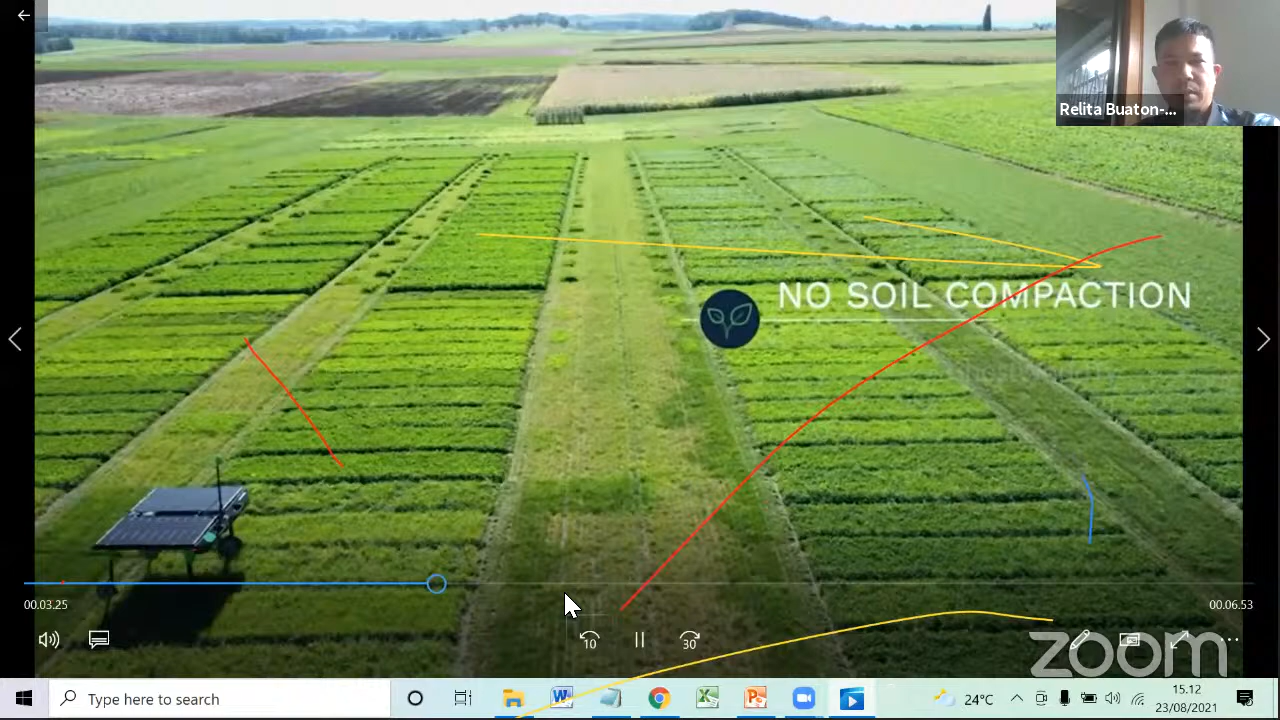 Relita Buaton-...
NO SOIL COMPACTION
00.03.25
00.06.53
10
30
zoom
Type here to search
24°C
15.12
23/08/2021